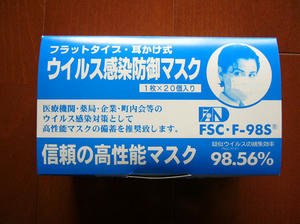 フラットタイプ・耳かけ式
ウイルス感染防御マスク
1枚×20個入り
医療機関・薬局・企業・町内会等の
ウイルス感染対策として
高性能マスクの備蓄を推奨致します。
FSC・F-98S®
信頼の高性能マスク
疑似ウイルスの捕集効率
98.56%